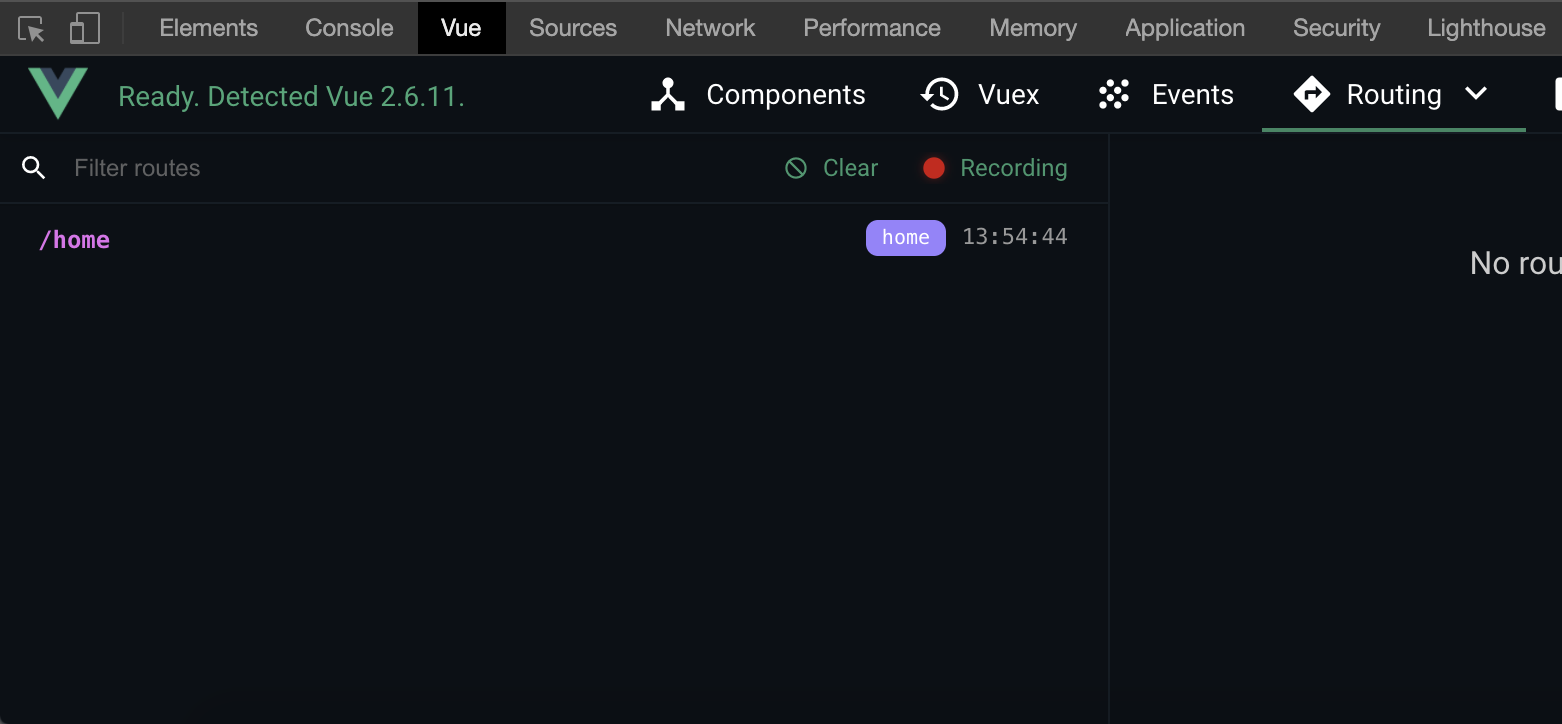 Elements Console Vue Sources Network Performance Memory Application Security Lighthouse
Ready. Detected Vue 2.6.11. Components Vuex Events Routing
Filter routes Clear Recording
/home home 13:54:44
No rou